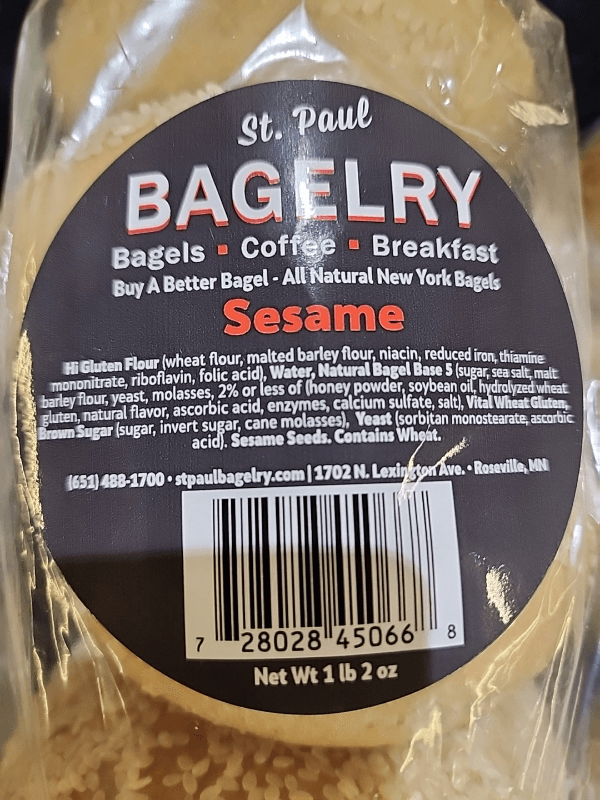 St. Paul
BAGELRY
Bagels ▪ Coffee ▪ Breakfast
Buy A Better Bagel - All Natural New York Bagels
Sesame
Hi Gluten Flour (wheat flour, malted barley flour, niacin, reduced iron, thiamine
mononitrate, riboflavin, folic acid), Water, Natural Bagel Base 5 (sugar, sea salt, malt
barley flour, yeast, molasses, 2% or less of (honey powder, soybean oil, hydrolyzed wheat
gluten, natural flavor, ascorbic acid, enzymes, calcium sulfate, salt), Vital Wheat Gluten,
Brown Sugar (sugar, invert sugar, cane molasses), Yeast (sorbitan monostearate, ascorbic
acid). Sesame Seeds. Contains Wheat.
(651) 488-1700 • stpaulbagelry.com | 1702 N. Lexington Ave. • Roseville, MN
7 28028 45066 8
Net Wt 1 lb 2 oz